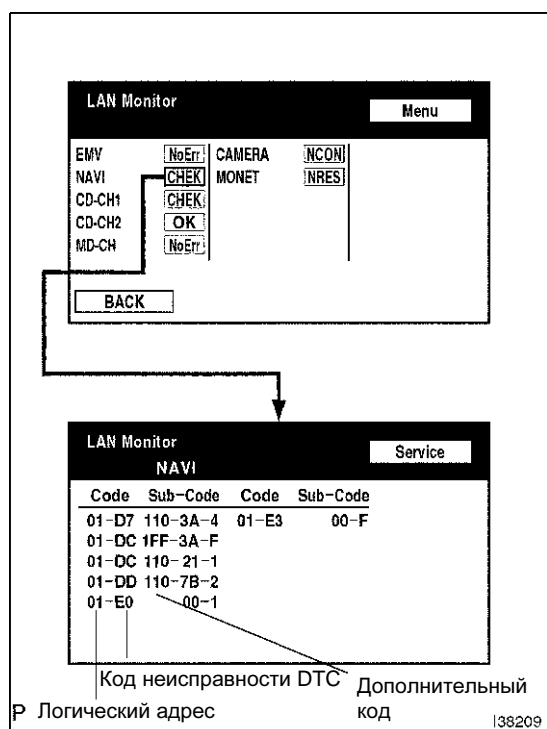 LAN Monitor
Menu
EMV NoErr CAMERA NCON
NAVI CHEK MONET NRES
CD-CH1 CHEK
CD-CH2 OK
MD-CH NoErr
BACK
LAN Monitor
NAVI
Service
Code Sub-Code Code Sub-Code
01-D7 110-3A-4 01-E3 00-F
01-DC 1FF-3A-F
01-DC 110-21-1
01-DD 110-7B-2
01-E0 00-1
Код неисправности DTC
Дополнительный код
P Логический адрес
I38209